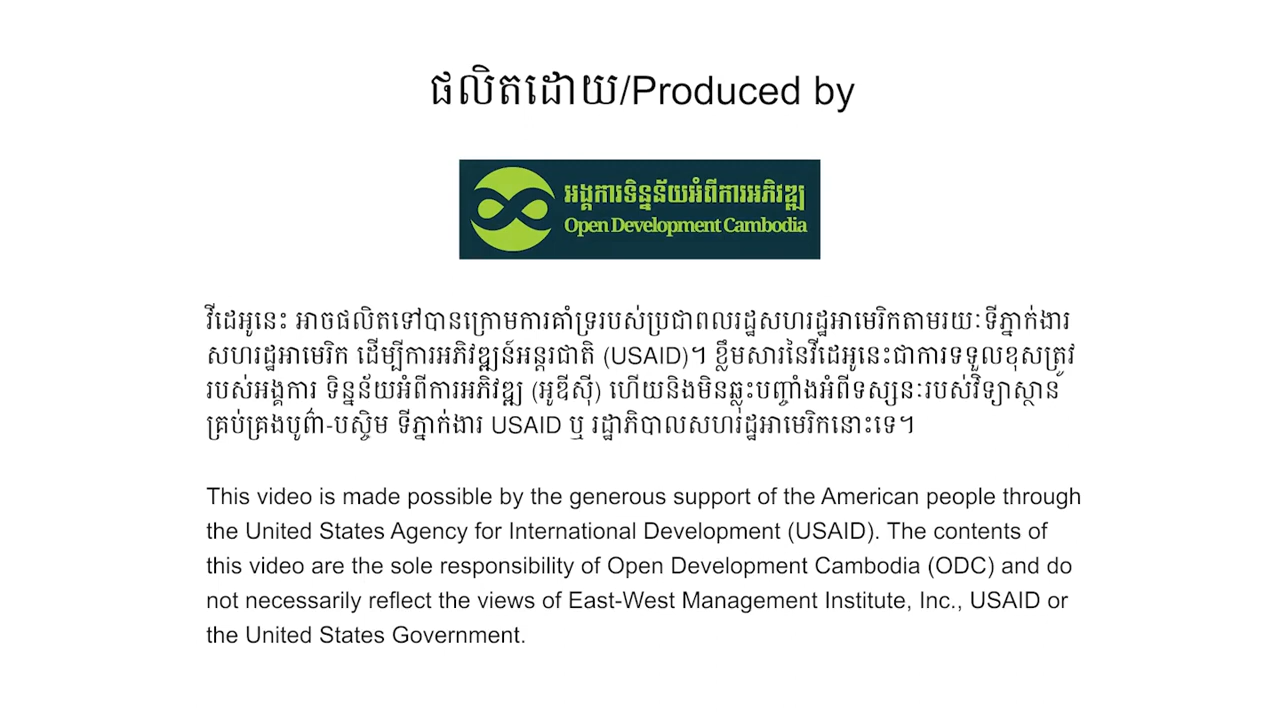 ផលិតដោយ/Produced by
អង្គការទិន្នន័យអំពីការអភិវឌ្ឍ
Open Development Cambodia
វីដេអូនេះ អាចផលិតទៅបានក្រោមការគាំទ្ររបស់ប្រជាពលរដ្ឋសហរដ្ឋអាមេរិកតាមរយៈទីភ្នាក់ងារ
សហរដ្ឋអាមេរិក ដើម្បីការអភិវឌ្ឍន៍អន្តរជាតិ (USAID)។ ខ្លឹមសារនៃវីដេអូនេះជាការទទួលខុសត្រូវ
របស់អង្គការ ទិន្នន័យអំពីការអភិវឌ្ឍ (អូឌីស៊ី) ហើយនិងមិនឆ្លុះបញ្ចាំងអំពីទស្សនៈរបស់វិទ្យាស្ថាន
គ្រប់គ្រងបូព៌ា-បស្ចិម ទីភ្នាក់ងារ USAID ឬ រដ្ឋាភិបាលសហរដ្ឋអាមេរិកនោះទេ។
This video is made possible by the generous support of the American people through
the United States Agency for International Development (USAID). The contents of
this video are the sole responsibility of Open Development Cambodia (ODC) and do
not necessarily reflect the views of East-West Management Institute, Inc., USAID or
the United States Government.